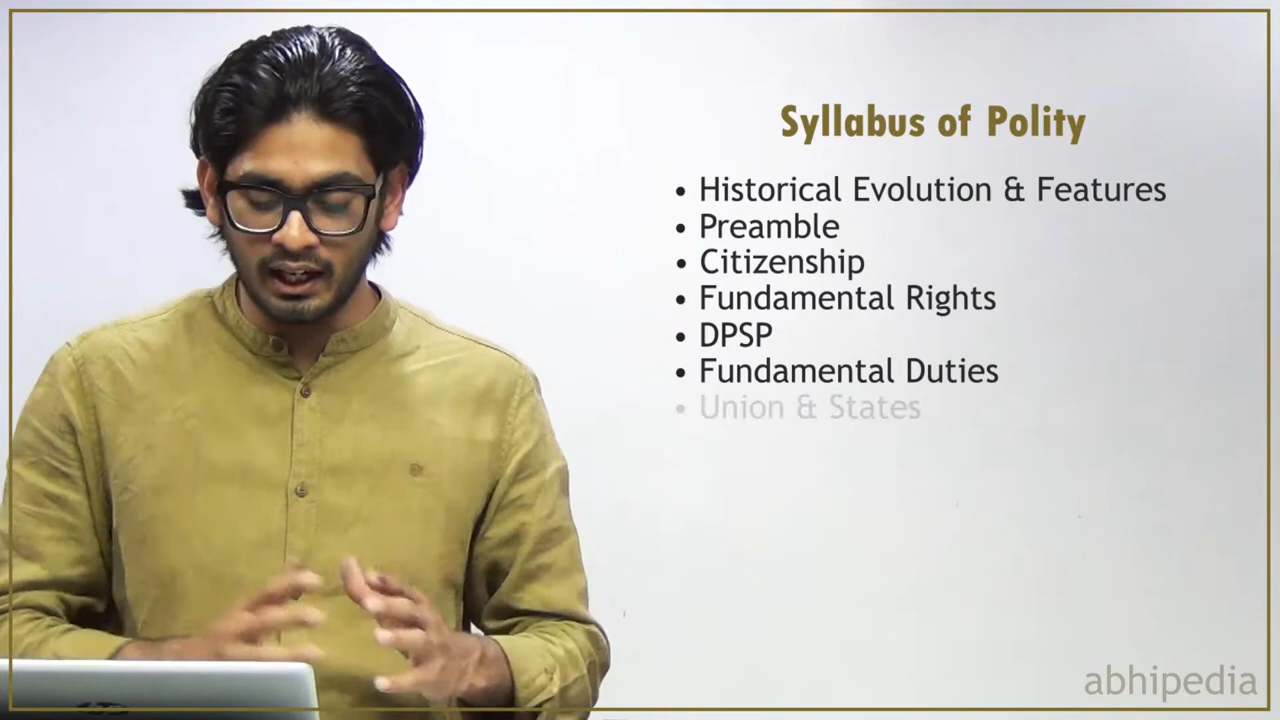 Syllabus of Polity
• Historical Evolution & Features
• Preamble
• Citizenship
• Fundamental Rights
• DPSP
• Fundamental Duties
• Union & States
abhipedia